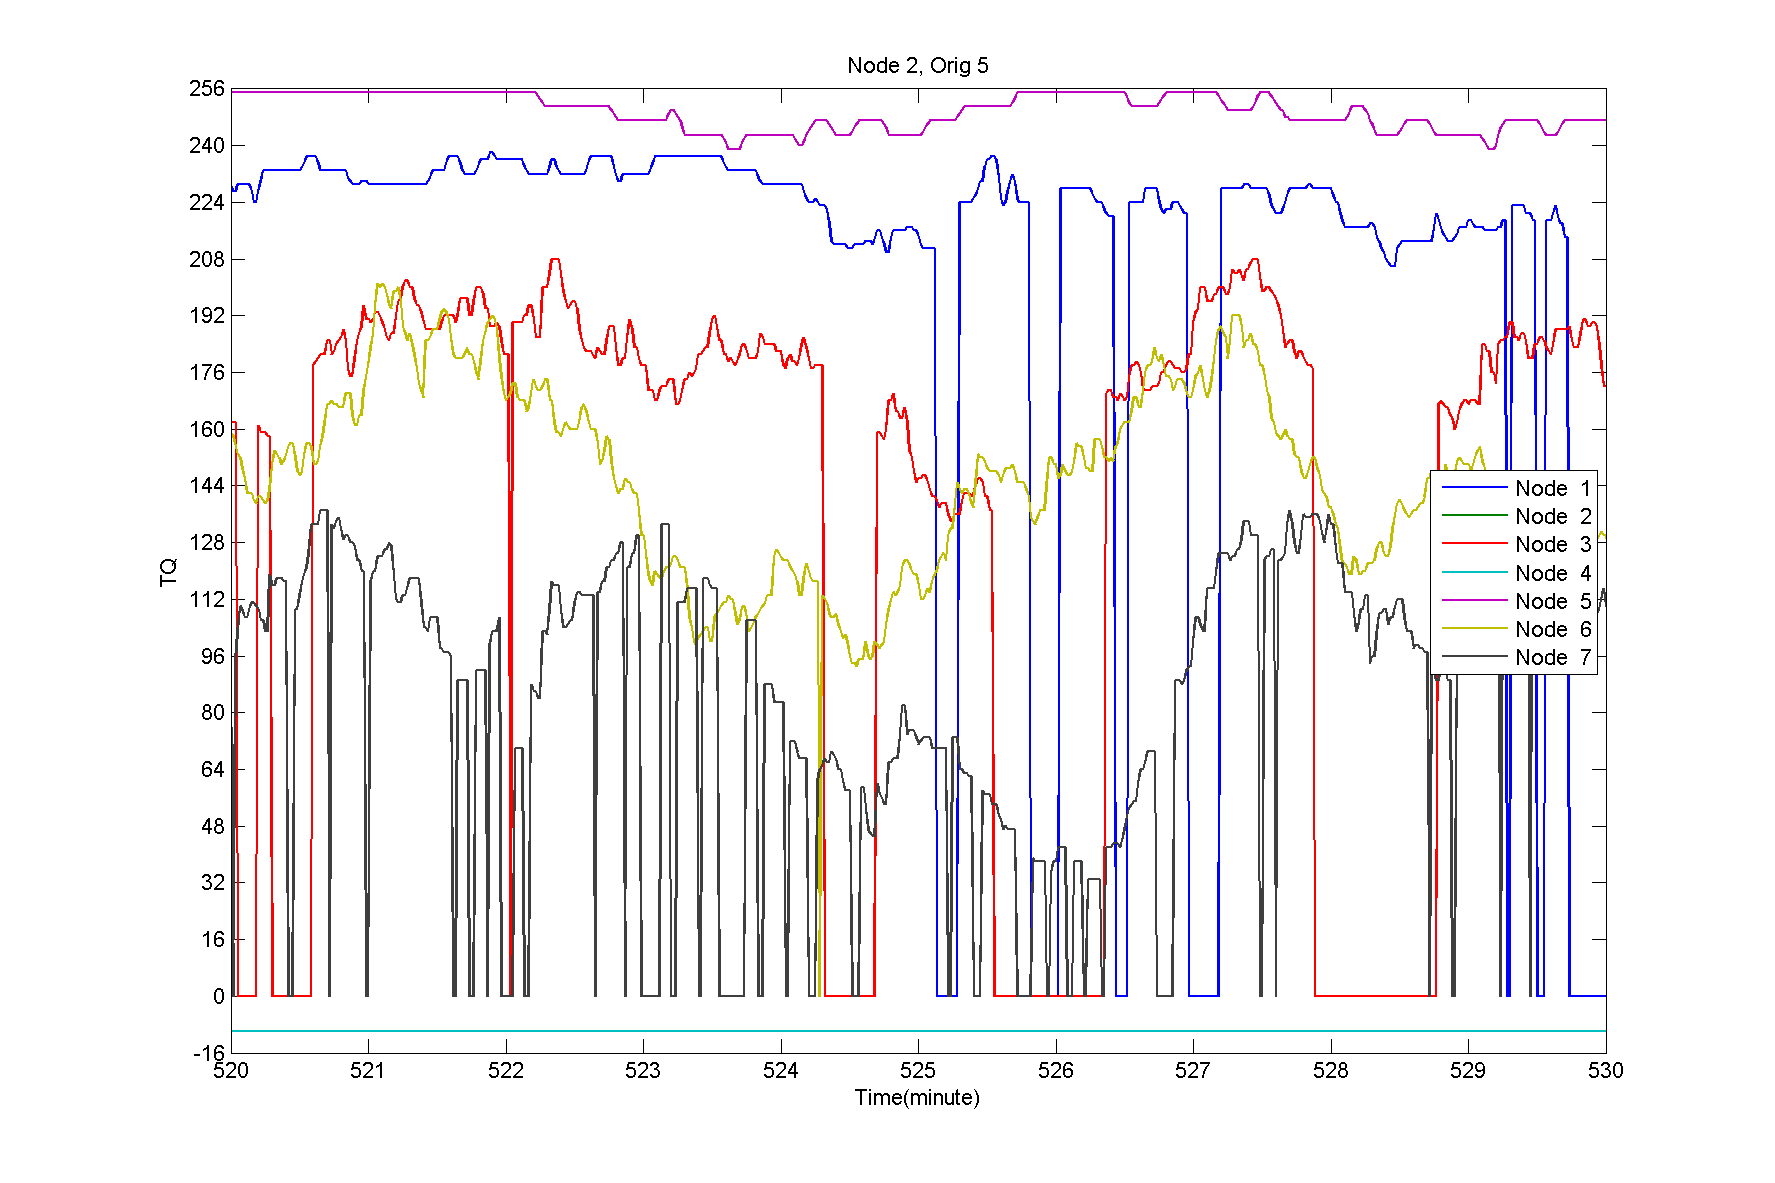 Node 2, Orig 5
256
240
224
208
192
176
160
144
128
112
96
80
64
48
32
16
0
-16
TQ
Node 1
Node 2
Node 3
Node 4
Node 5
Node 6
Node 7
520 521 522 523 524 525 526 527 528 529 530
Time(minute)